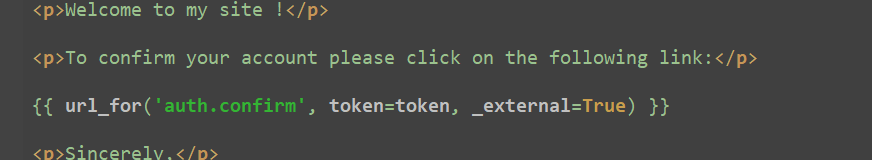 <p>Welcome to my site !</p>
<p>To confirm your account please click on the following link:</p>
{{ url_for('auth.confirm', token=token, _external=True) }}
<p>Sincerely,</p>